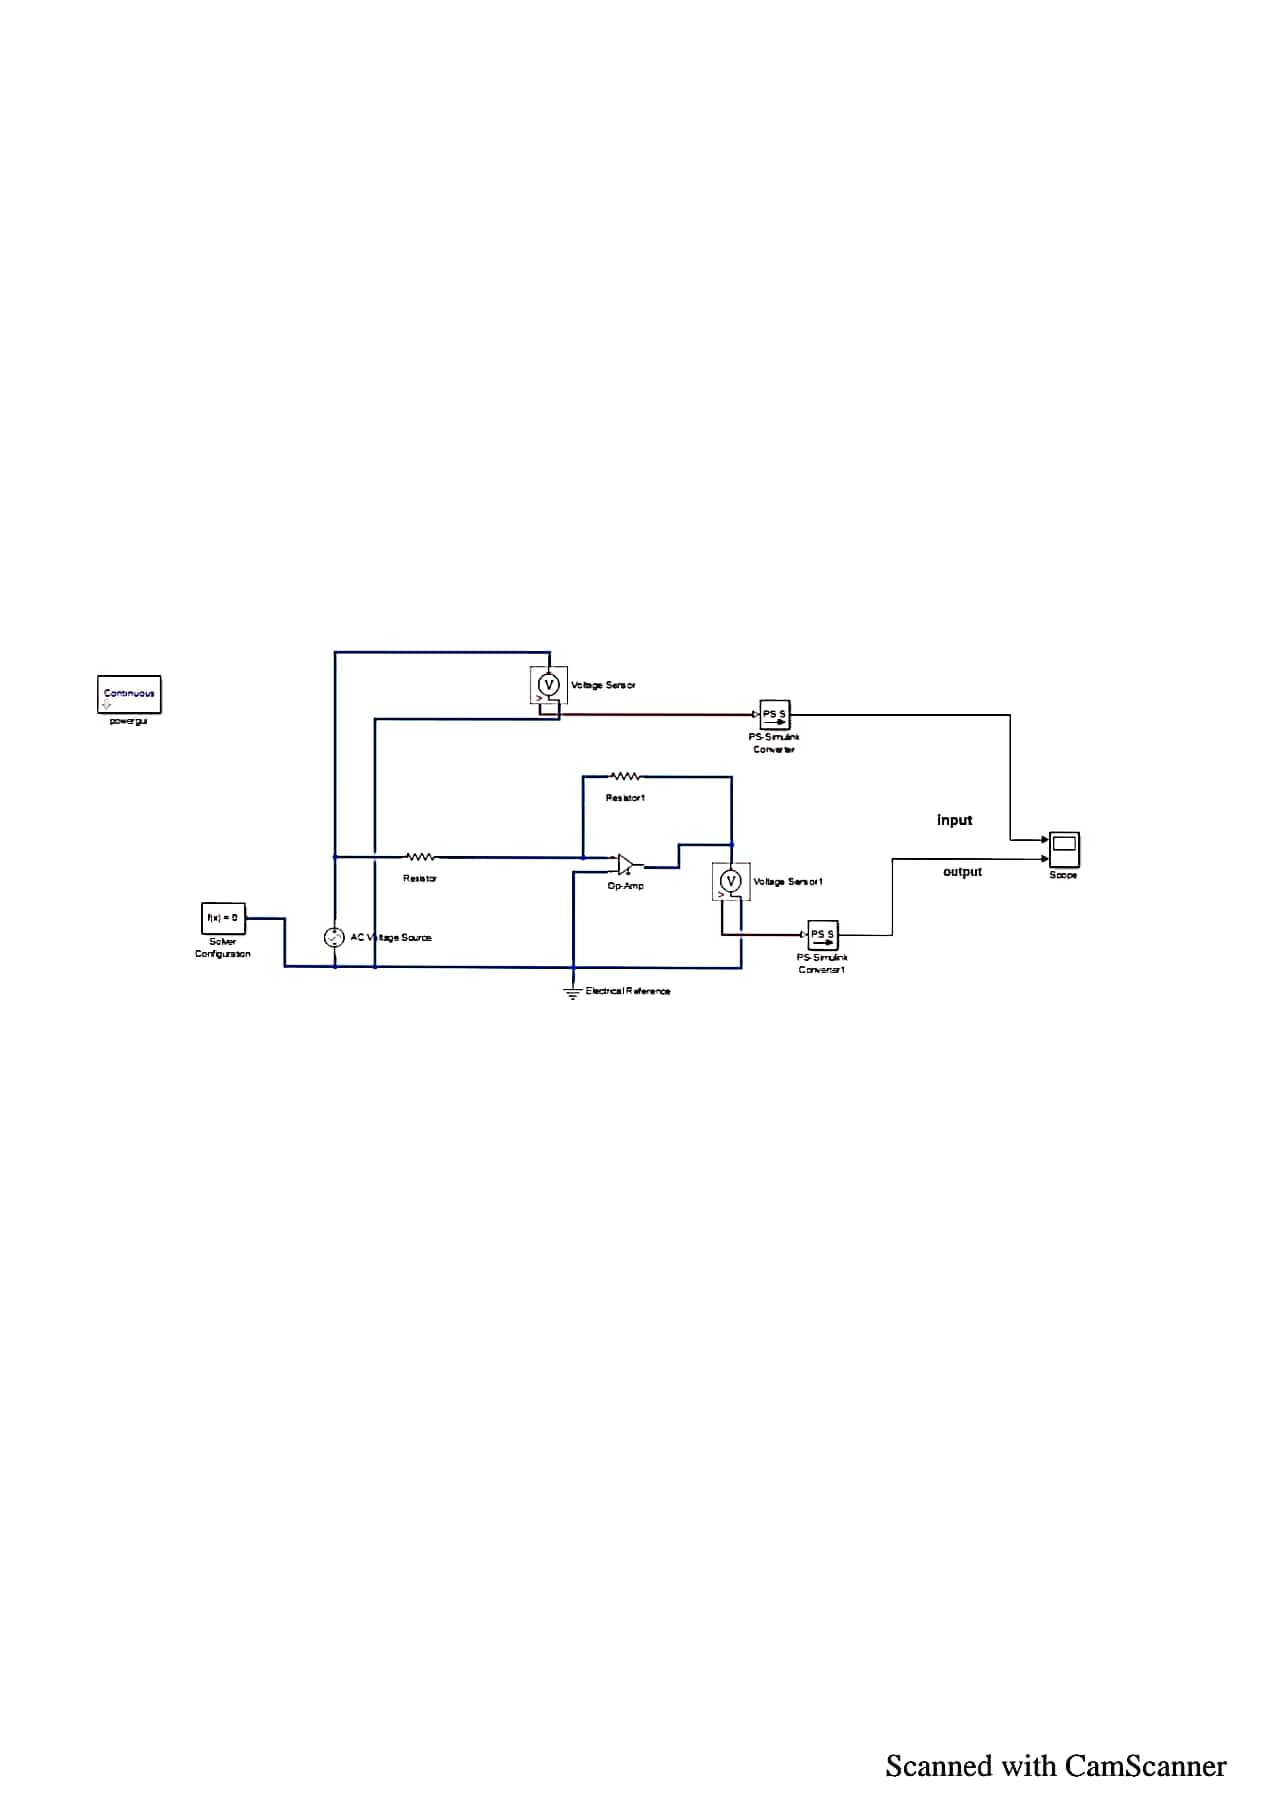 Continuous
powergui
V
Voltage Sensor
PS S
PS-Simulink
Converter
Resistor1
input
Resistor
Op-Amp
V
Voltage Sensor1
output
Scope
f(x) = 0
Solver
Configuration
AC Voltage Source
PS S
PS-Simulink
Converter1
Electrical Reference
Scanned with CamScanner